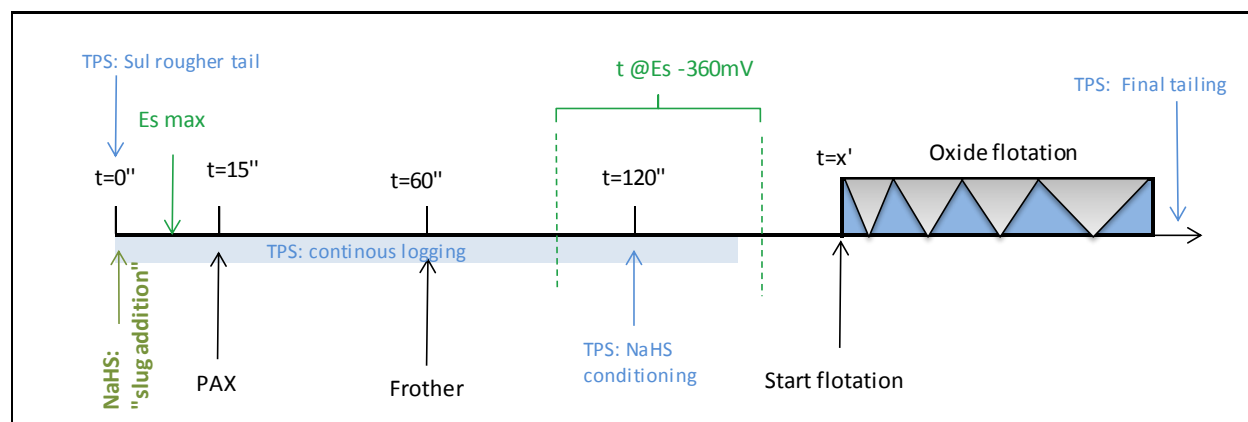 TPS: Sul rougher tail
t @Es -360mV
TPS:  Final tailing
Es max
t=0"
t=15"
t=60"
t=120"
t=x'
Oxide flotation
TPS: continous logging
NaHS:
"slug addition"
PAX
Frother
TPS: NaHS
conditioning
Start flotation